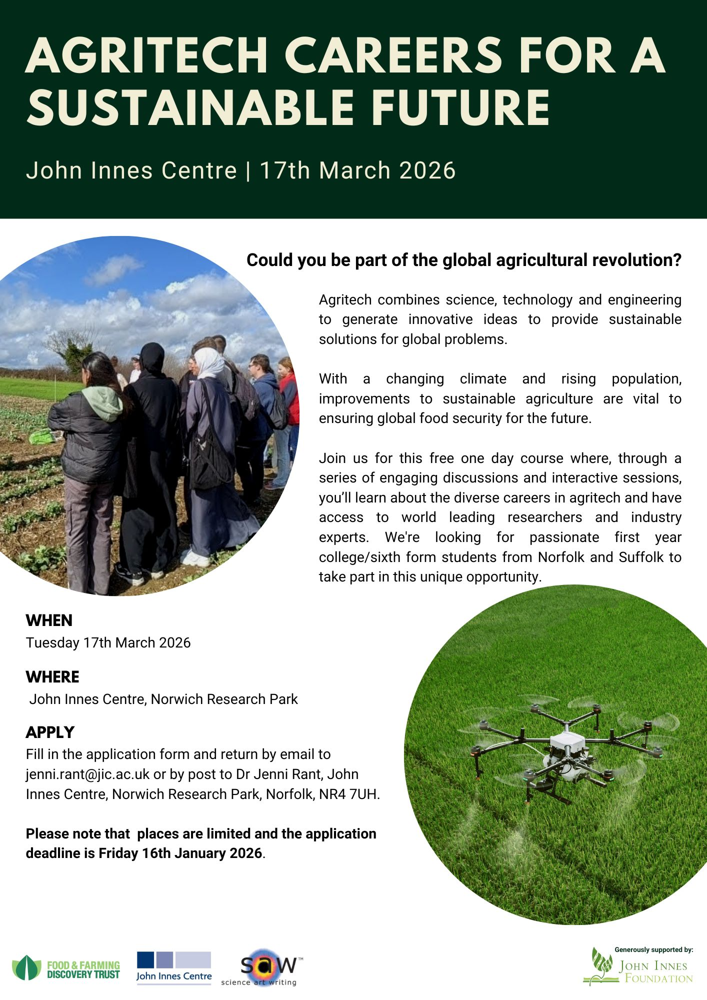 AGRITECH CAREERS FOR A
SUSTAINABLE FUTURE
John Innes Centre | 17th March 2026
Could you be part of the global agricultural revolution?
Agritech combines science, technology and engineering
to generate innovative ideas to provide sustainable
solutions for global problems.
With a changing climate and rising population,
improvements to sustainable agriculture are vital to
ensuring global food security for the future.
Join us for this free one day course where, through a
series of engaging discussions and interactive sessions,
you’ll learn about the diverse careers in agritech and have
access to world leading researchers and industry
experts. We're looking for passionate first year
college/sixth form students from Norfolk and Suffolk to
take part in this unique opportunity.
WHEN
Tuesday 17th March 2026
WHERE
John Innes Centre, Norwich Research Park
APPLY
Fill in the application form and return by email to
jenni.rant@jic.ac.uk or by post to Dr Jenni Rant, John
Innes Centre, Norwich Research Park, Norfolk, NR4 7UH.
Please note that  places are limited and the application
deadline is Friday 16th January 2026.
FOOD & FARMING
DISCOVERY TRUST
John Innes Centre
saw™
science art writing
Generously supported by:
JOHN INNES
FOUNDATION